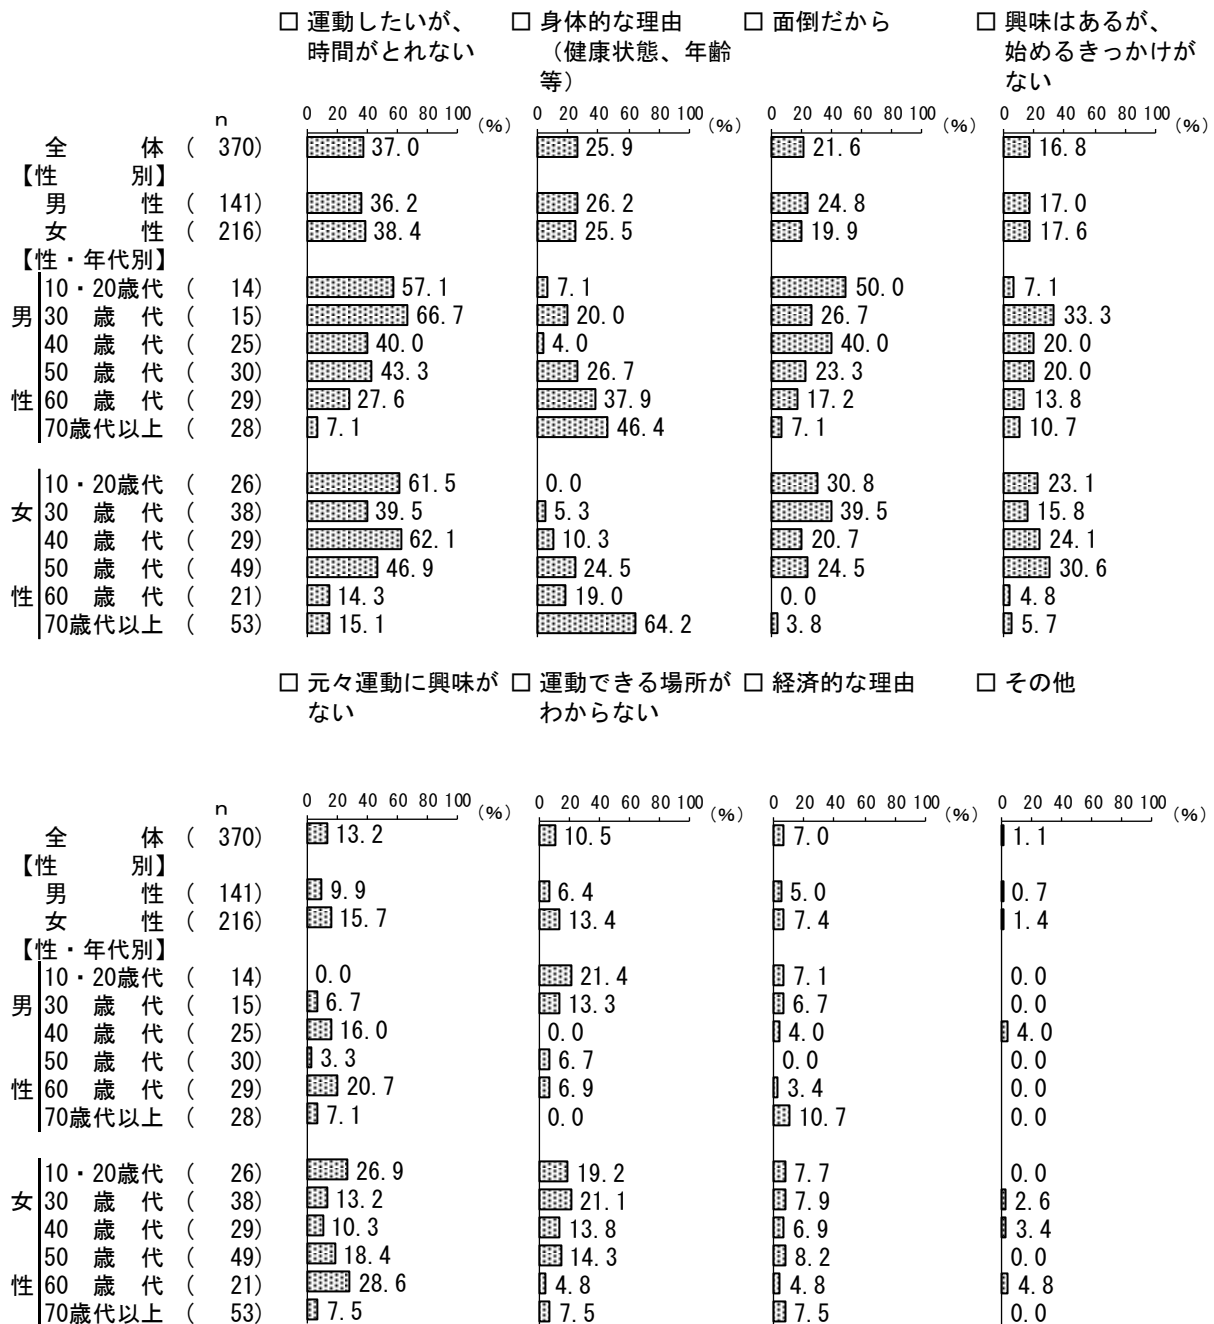 □ 運動したいが、 □ 身体的な理由 □ 面倒だから □ 興味はあるが、
時間がとれない （健康状態、年齢 始めるきっかけが
等） ない
n 0 20 40 60 80 100 (%) 0 20 40 60 80 100 (%) 0 20 40 60 80 100 (%) 0 20 40 60 80 100 (%)
全体 ( 370) 37.0 25.9 21.6 16.8
【性別】
男性 ( 141) 36.2 26.2 24.8 17.0
女性 ( 216) 38.4 25.5 19.9 17.6
【性・年代別】
10・20歳代 ( 14) 57.1 7.1 50.0 7.1
男 30歳代 ( 15) 66.7 20.0 26.7 33.3
40歳代 ( 25) 40.0 4.0 40.0 20.0
50歳代 ( 30) 43.3 26.7 23.3 20.0
性 60歳代 ( 29) 27.6 37.9 17.2 13.8
70歳代以上 ( 28) 7.1 46.4 7.1 10.7
10・20歳代 ( 26) 61.5 0.0 30.8 23.1
女 30歳代 ( 38) 39.5 5.3 39.5 15.8
40歳代 ( 29) 62.1 10.3 20.7 24.1
50歳代 ( 49) 46.9 24.5 24.5 30.6
性 60歳代 ( 21) 14.3 19.0 0.0 4.8
70歳代以上 ( 53) 15.1 64.2 3.8 5.7
□ 元々運動に興味が □ 運動できる場所が □ 経済的な理由 □ その他
ない わからない
n 0 20 40 60 80 100 (%) 0 20 40 60 80 100 (%) 0 20 40 60 80 100 (%) 0 20 40 60 80 100 (%)
全体 ( 370) 13.2 10.5 7.0 1.1
【性別】
男性 ( 141) 9.9 6.4 5.0 0.7
女性 ( 216) 15.7 13.4 7.4 1.4
【性・年代別】
10・20歳代 ( 14) 0.0 21.4 7.1 0.0
男 30歳代 ( 15) 6.7 13.3 6.7 0.0
40歳代 ( 25) 16.0 0.0 4.0 4.0
50歳代 ( 30) 3.3 6.7 0.0 0.0
性 60歳代 ( 29) 20.7 6.9 3.4 0.0
70歳代以上 ( 28) 7.1 0.0 10.7 0.0
10・20歳代 ( 26) 26.9 19.2 7.7 0.0
女 30歳代 ( 38) 13.2 21.1 7.9 2.6
40歳代 ( 29) 10.3 13.8 6.9 3.4
50歳代 ( 49) 18.4 14.3 8.2 0.0
性 60歳代 ( 21) 28.6 4.8 4.8 4.8
70歳代以上 ( 53) 7.5 7.5 7.5 0.0